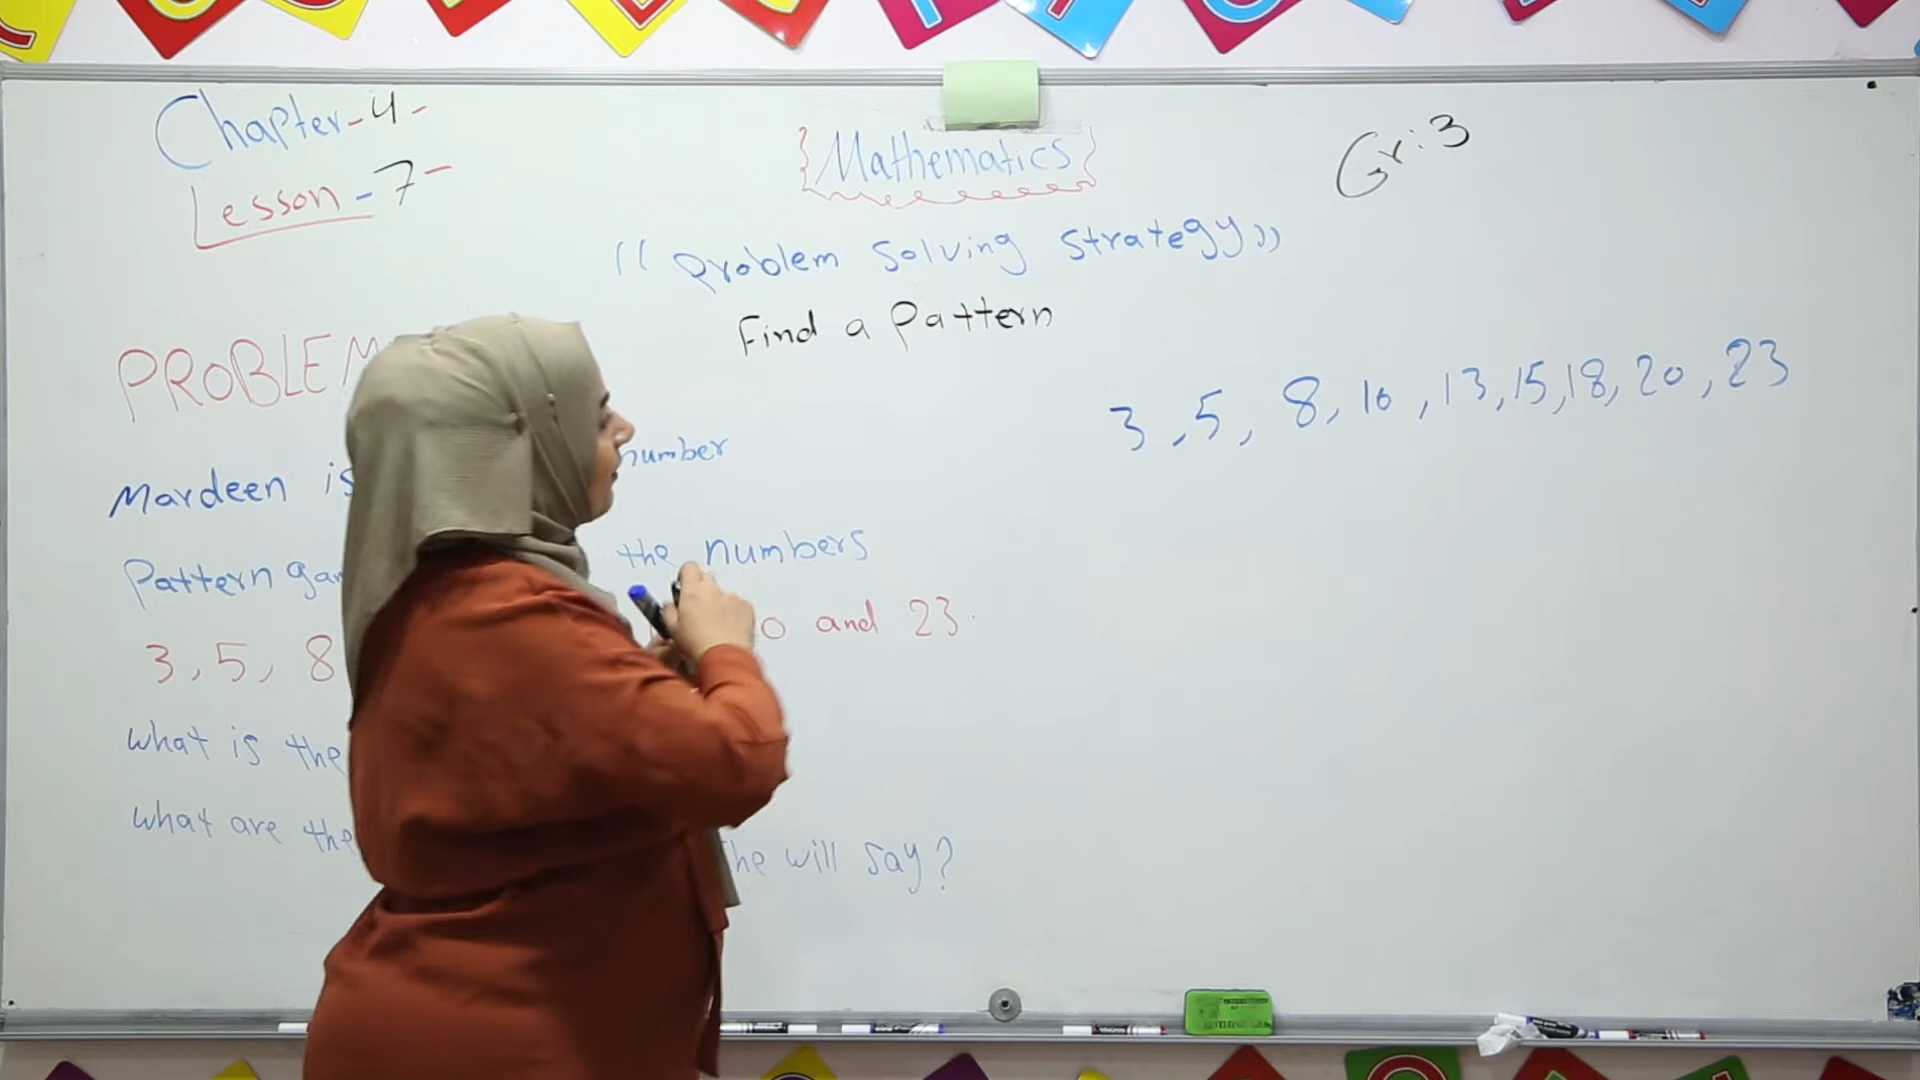 Chapter-4-
Lesson-7-
{Mathematics}
Gr:3
(( Problem Solving Strategy ))
Find a Pattern
PROBLEM
Mardeen is number
Pattern the numbers
3, 5, 8 and 23.
3, 5, 8, 10, 13, 15, 18, 20, 23
what is the
what are the he will say?